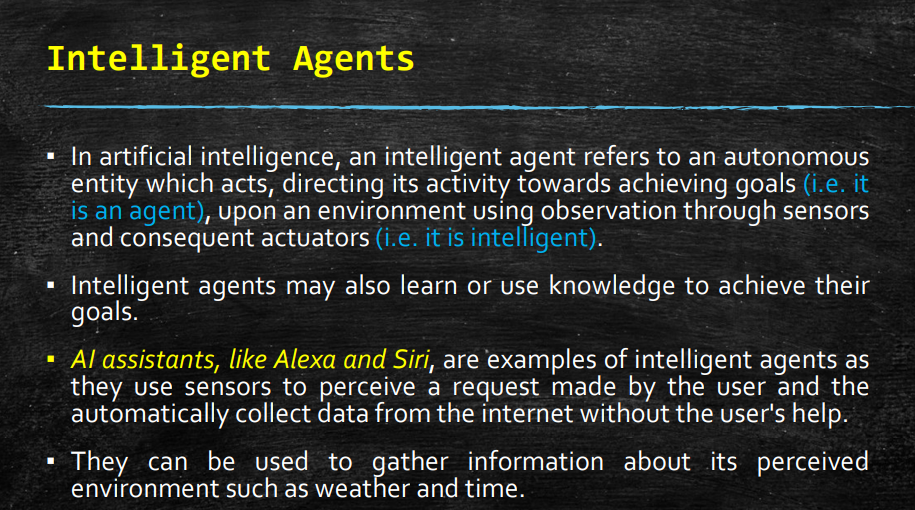 Intelligent Agents
▪ In artificial intelligence, an intelligent agent refers to an autonomous
entity which acts, directing its activity towards achieving goals (i.e. it
is an agent), upon an environment using observation through sensors
and consequent actuators (i.e. it is intelligent).
▪ Intelligent agents may also learn or use knowledge to achieve their
goals.
▪ AI assistants, like Alexa and Siri, are examples of intelligent agents as
they use sensors to perceive a request made by the user and the
automatically collect data from the internet without the user's help.
▪ They can be used to gather information about its perceived
environment such as weather and time.